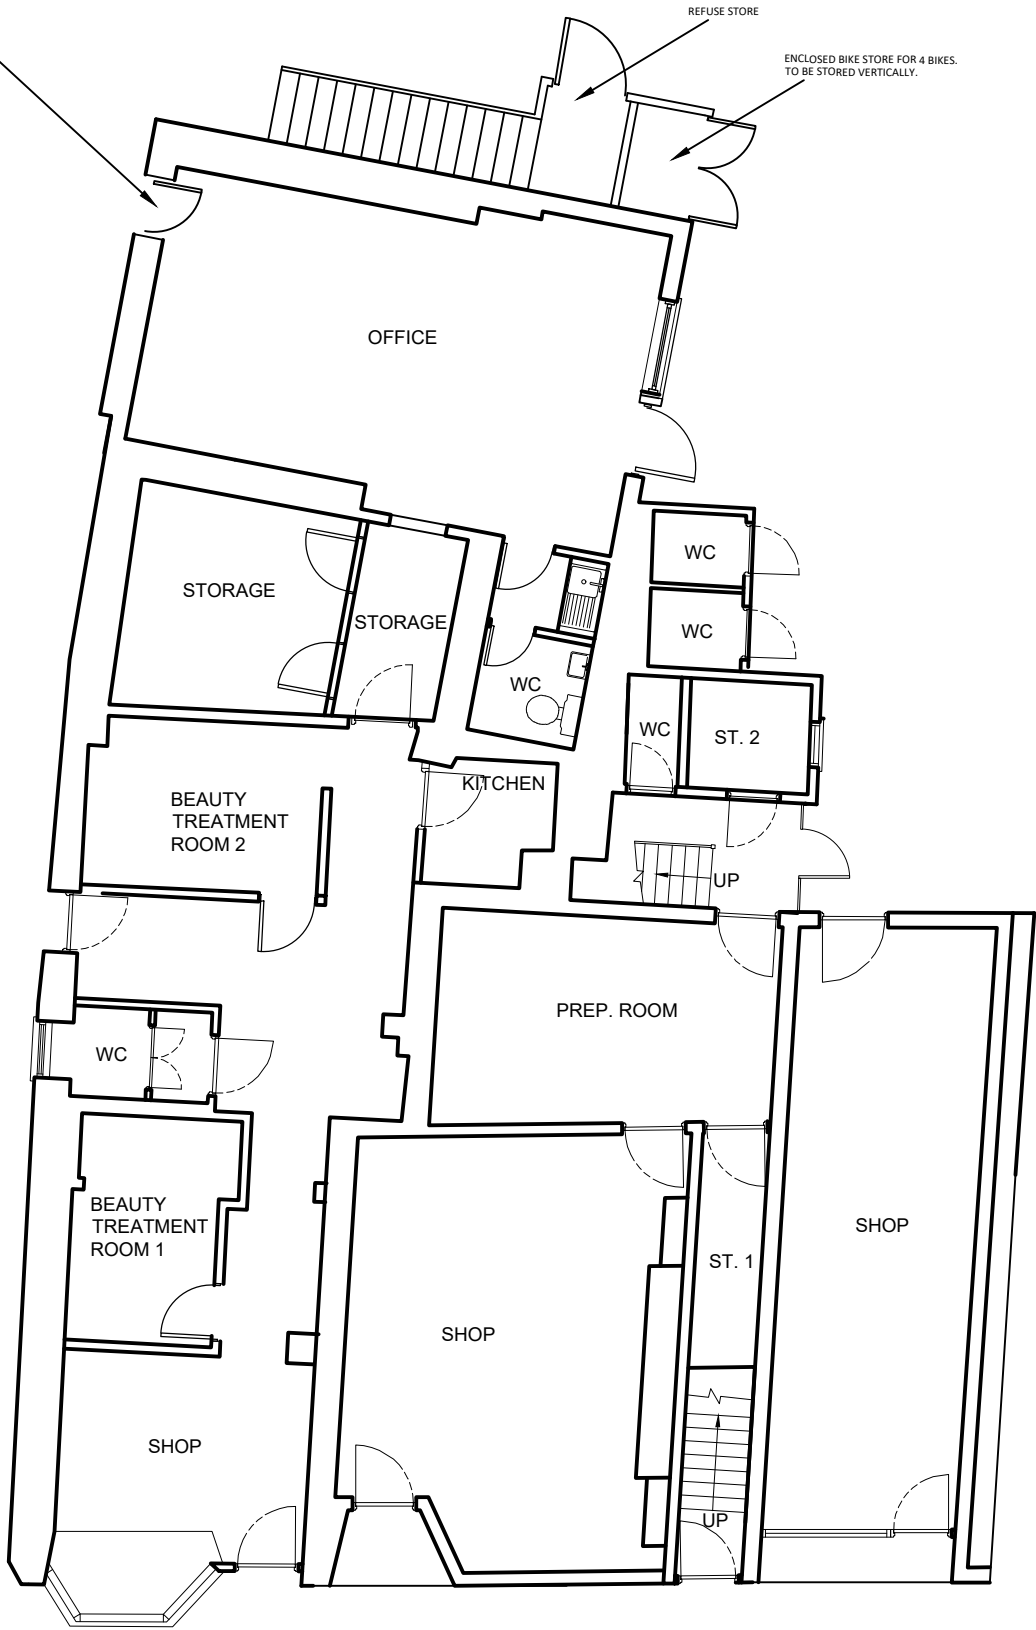 REFUSE STORE
ENCLOSED BIKE STORE FOR 4 BIKES.
TO BE STORED VERTICALLY.
OFFICE
WC
STORAGE
STORAGE
WC
WC
WC
ST. 2
KITCHEN
BEAUTY
TREATMENT
ROOM 2
UP
PREP. ROOM
WC
BEAUTY
TREATMENT
ROOM 1
SHOP
ST. 1
SHOP
SHOP
UP